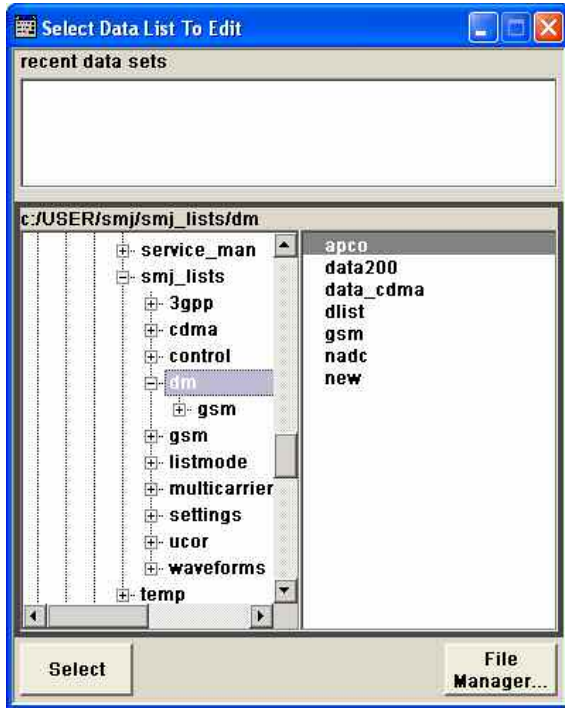 Select Data List To Edit
recent data sets
c:/USER/smj/smj_lists/dm
service_man
smj_lists
3gpp
cdma
control
dm
gsm
gsm
listmode
multicarrier
settings
ucor
waveforms
temp
apco
data200
data_cdma
dlist
gsm
nadc
new
Select
File
Manager...